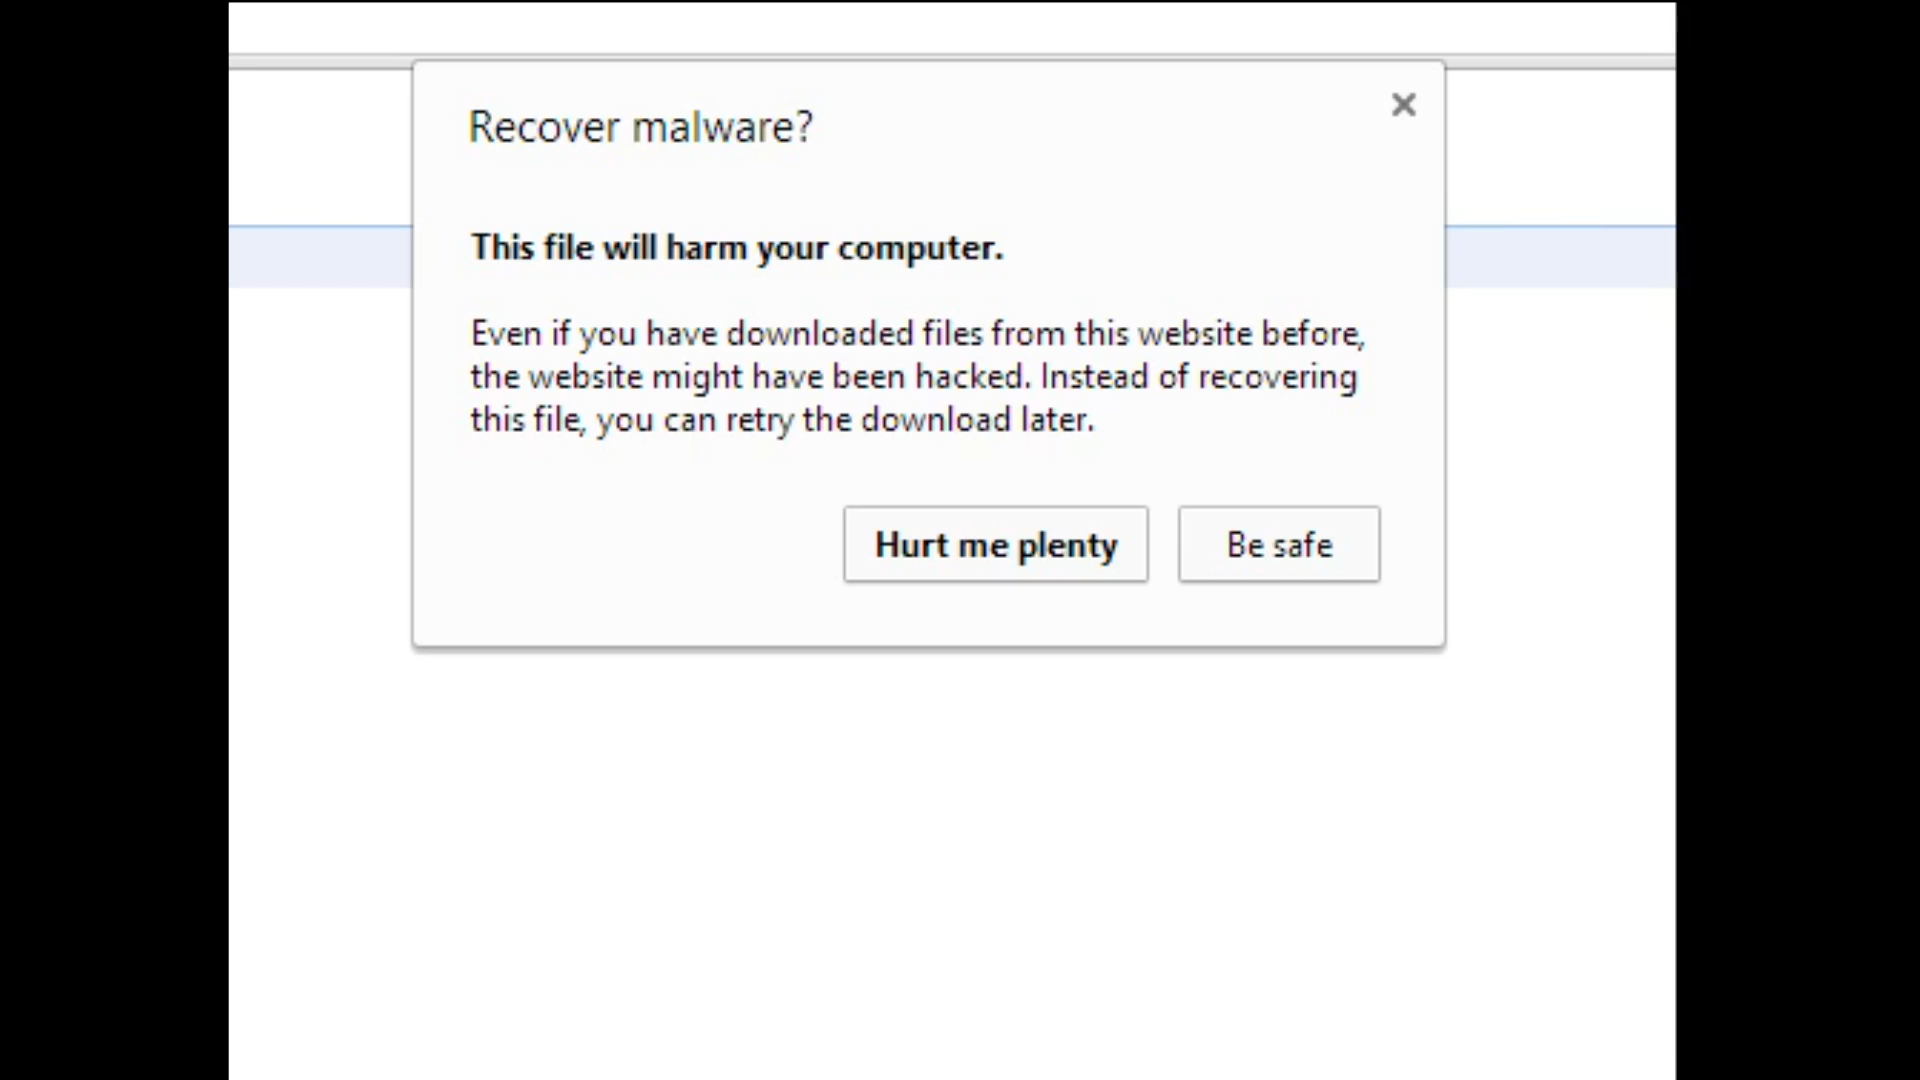 Recover malware?
This file will harm your computer.
Even if you have downloaded files from this website before,
the website might have been hacked. Instead of recovering
this file, you can retry the download later.
Hurt me plenty
Be safe